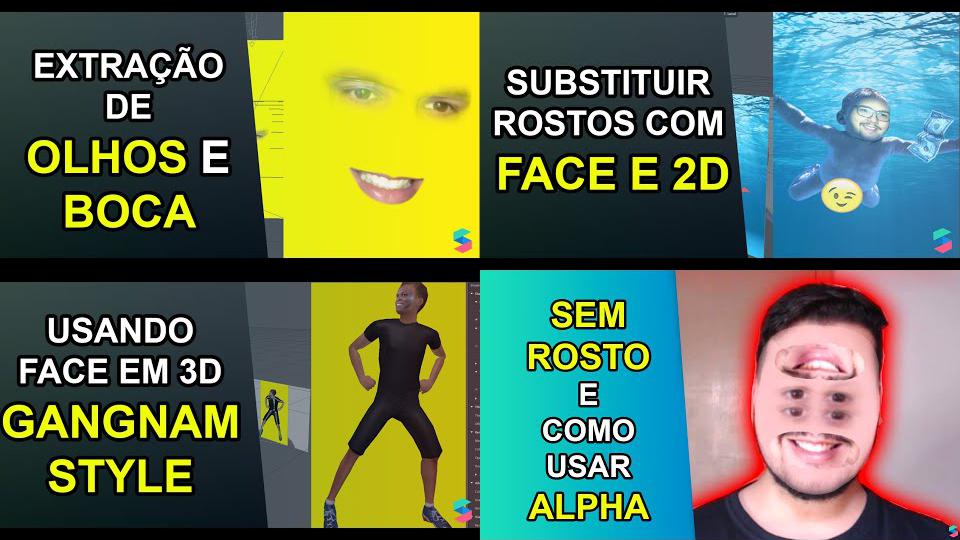 EXTRAÇÃO
DE
OLHOS E
BOCA
SUBSTITUIR
ROSTOS COM
FACE E 2D
USANDO
FACE EM 3D
GANGNAM
STYLE
SEM
ROSTO
E
COMO
USAR
ALPHA